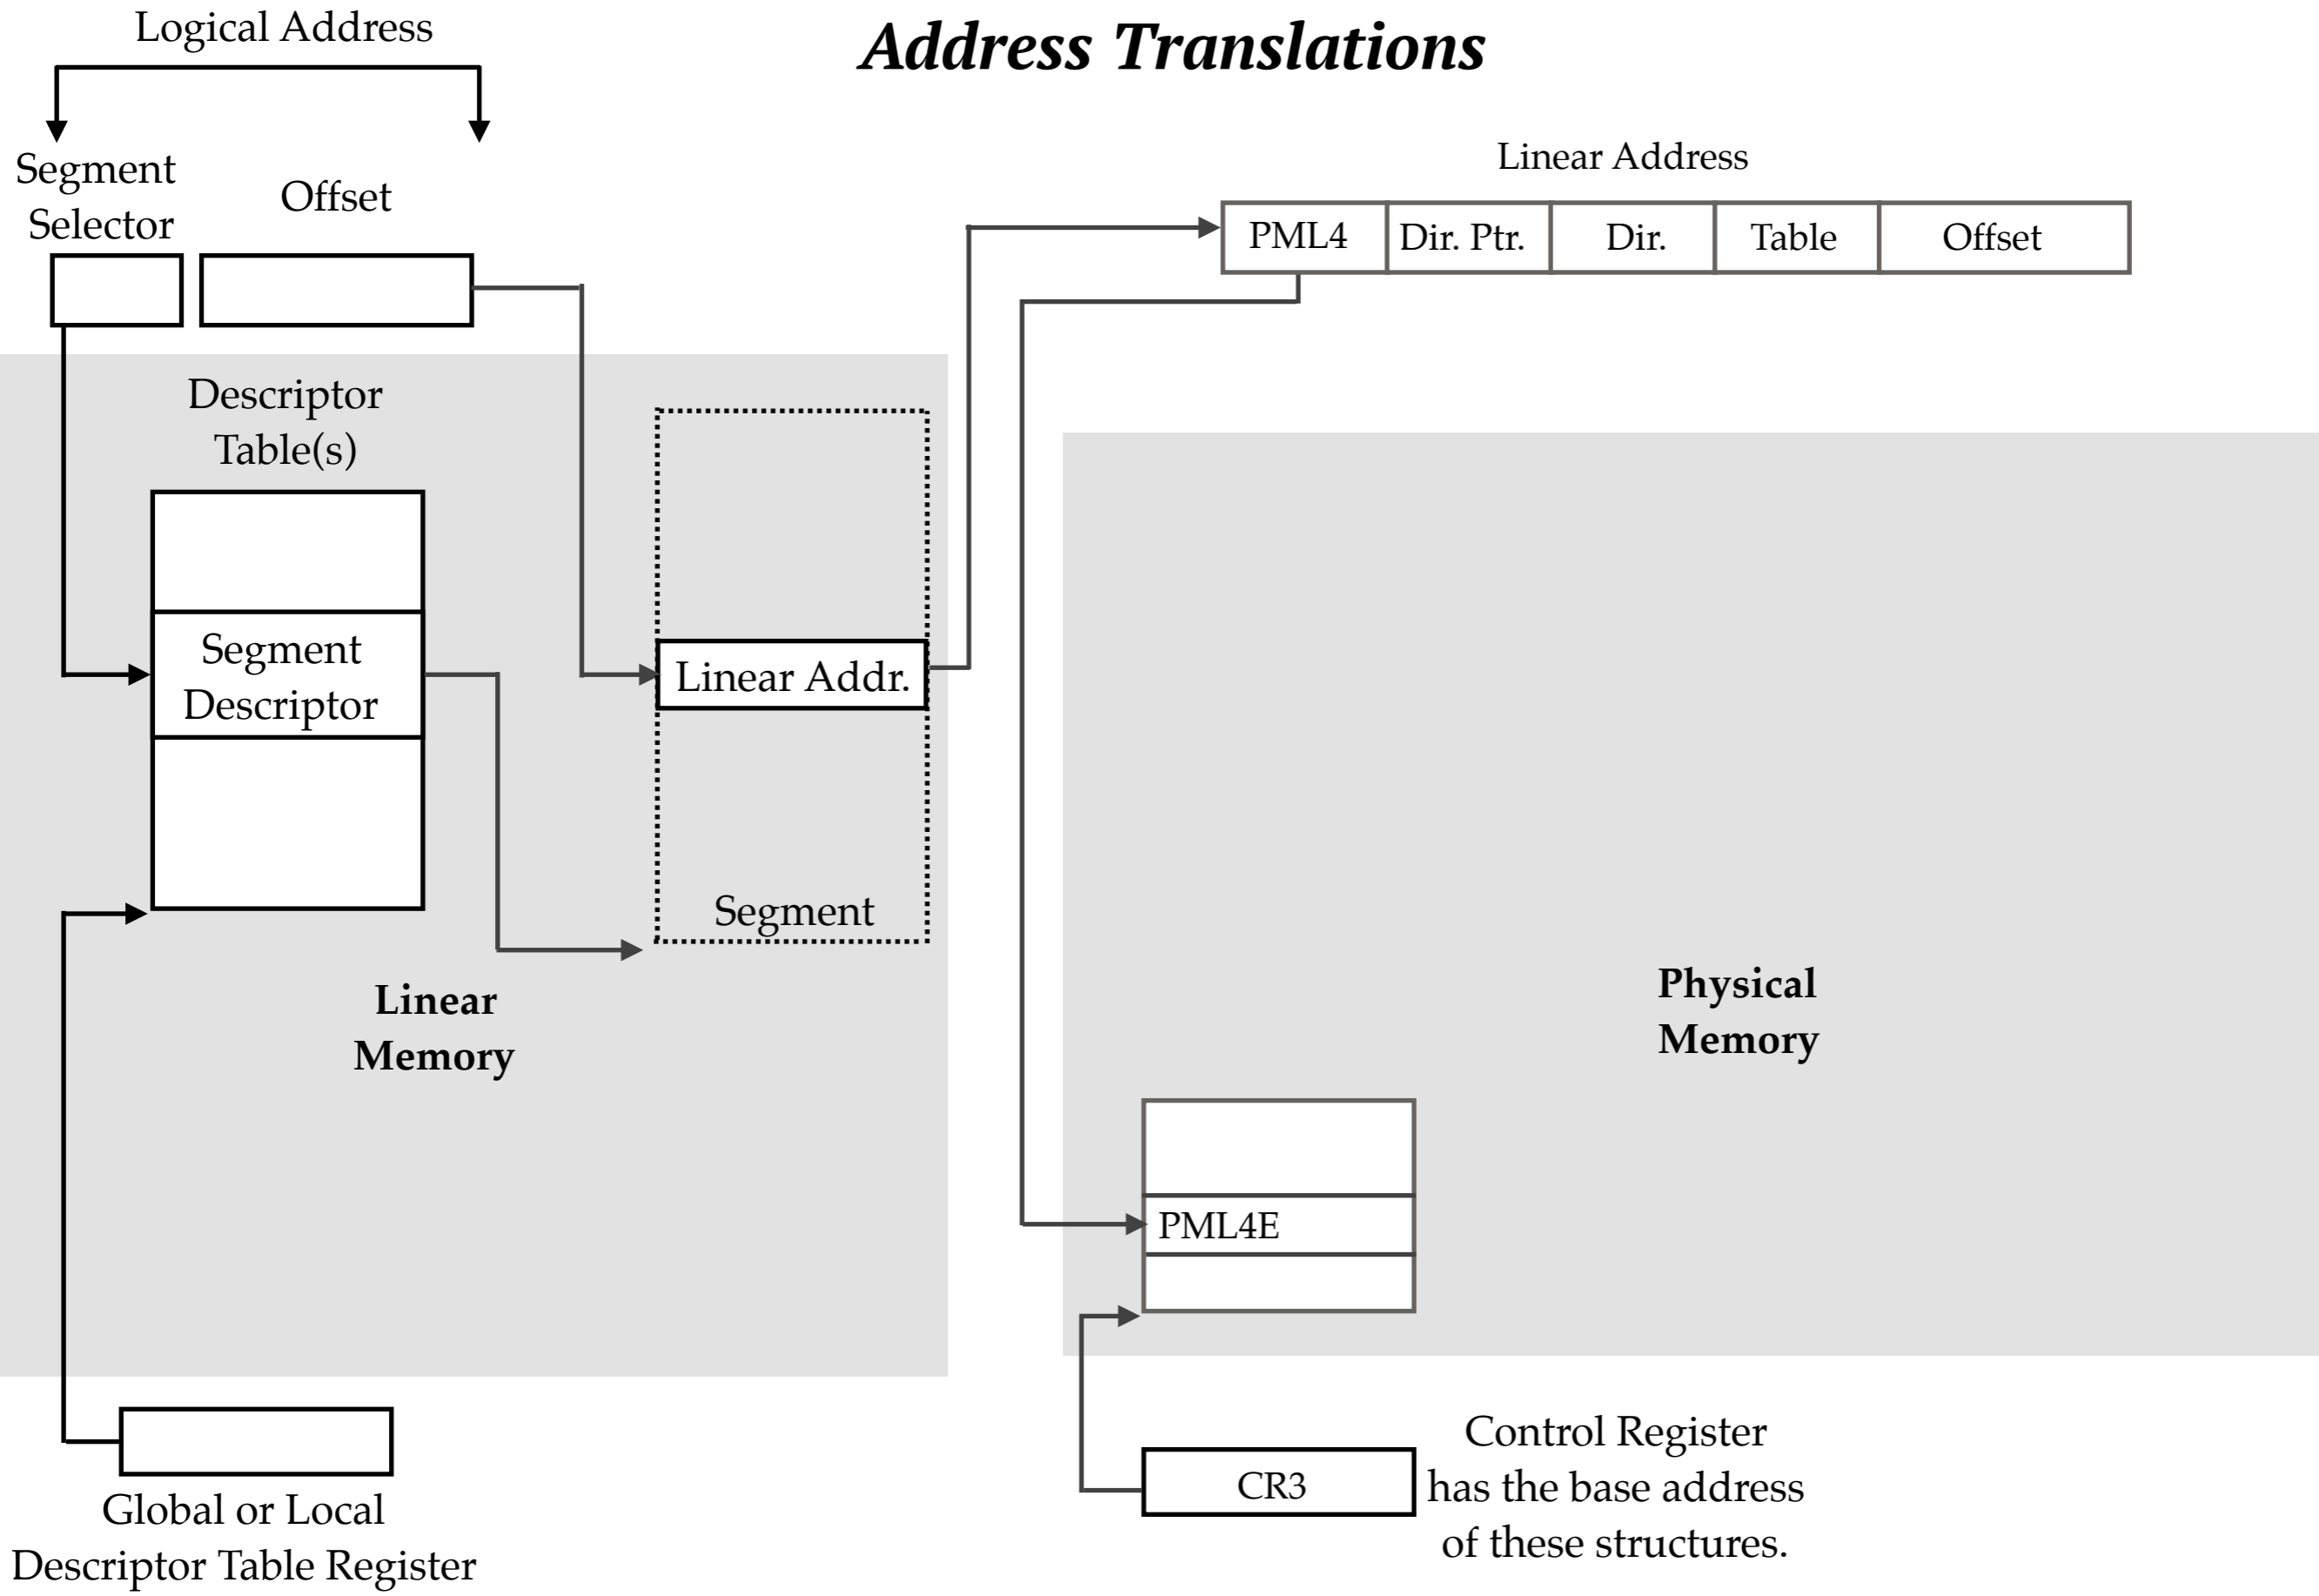 Address Translations
Logical Address
Segment
Selector
Offset
Descriptor
Table(s)
Segment
Descriptor
Linear Addr.
Segment
Linear
Memory
Global or Local
Descriptor Table Register
Linear Address
PML4
Dir. Ptr.
Dir.
Table
Offset
Physical
Memory
PML4E
CR3
Control Register
has the base address
of these structures.